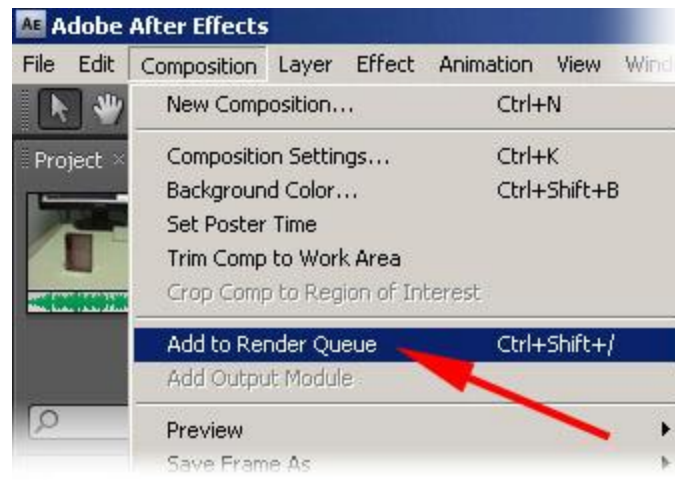 AE Adobe After Effects
File Edit Composition Layer Effect Animation View Wind
Project ×
New Composition... Ctrl+N
Composition Settings... Ctrl+K
Background Color... Ctrl+Shift+B
Set Poster Time
Trim Comp to Work Area
Crop Comp to Region of Interest
Add to Render Queue Ctrl+Shift+/
Add Output Module
Preview
Save Frame As